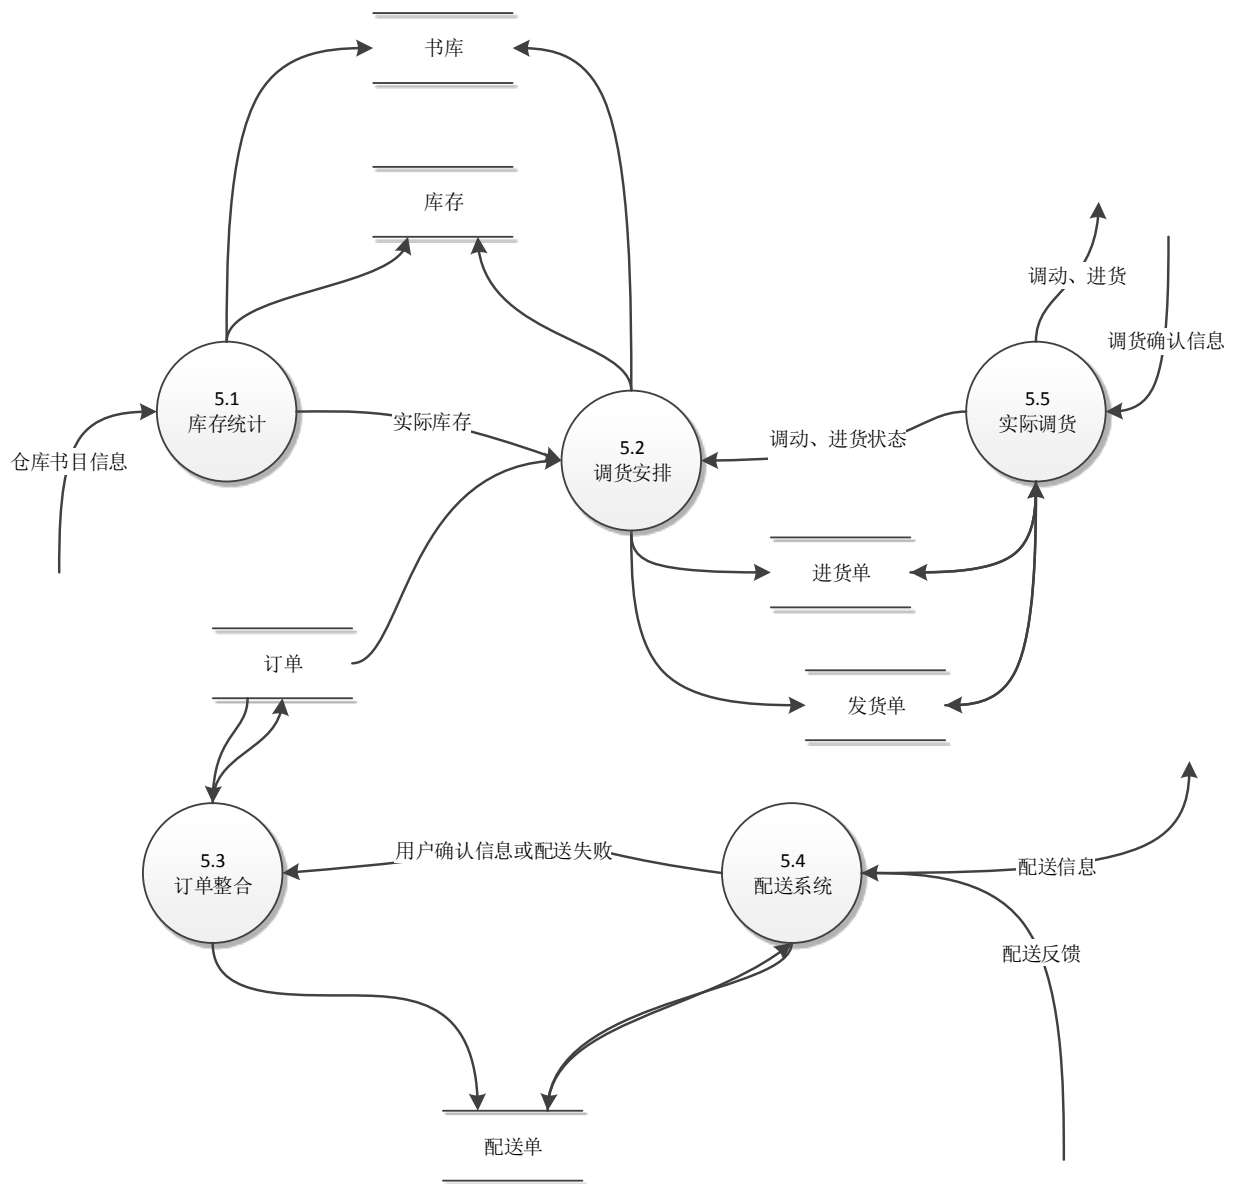 书库
库存
调动、进货
调货确认信息
5.1
库存统计
5.5
实际调货
实际库存
调动、进货状态
5.2
调货安排
仓库书目信息
进货单
订单
发货单
用户确认信息或配送失败
5.3
订单整合
5.4
配送系统
配送信息
配送反馈
配送单